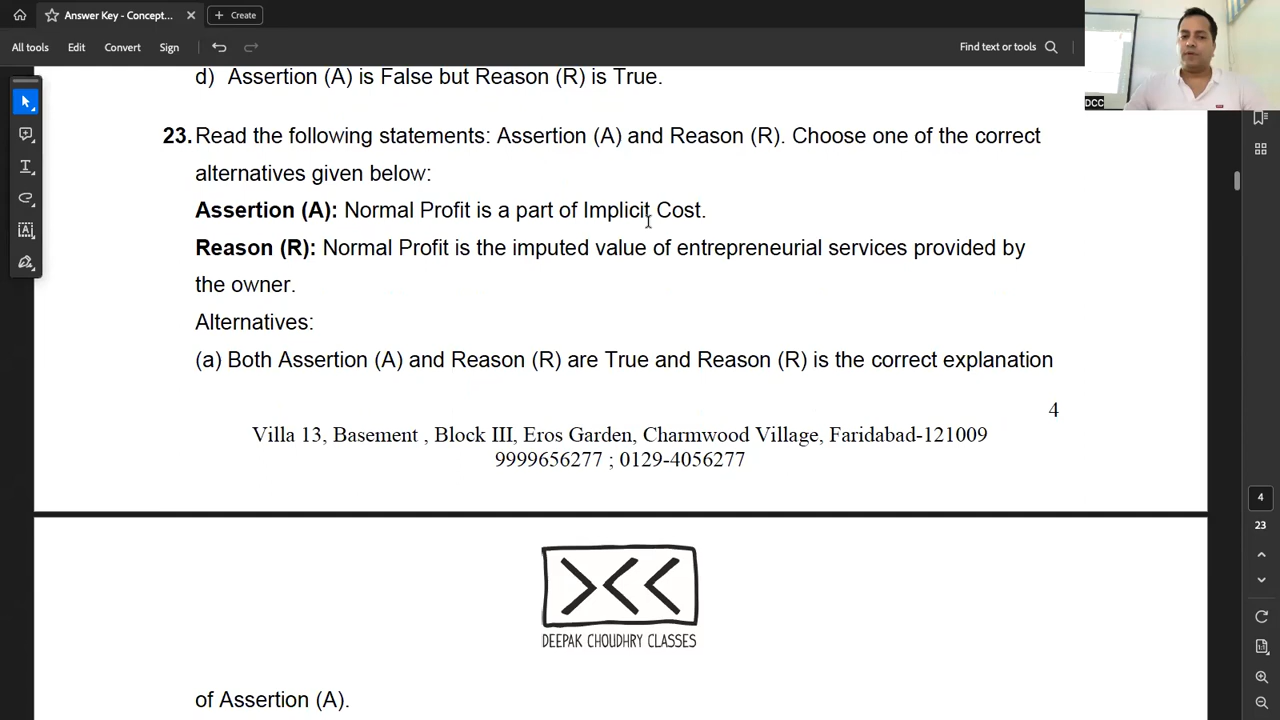 Answer Key - Concept...
Create
All tools
Edit
Convert
Sign
Find text or tools
DCC
d) Assertion (A) is False but Reason (R) is True.
23. Read the following statements: Assertion (A) and Reason (R). Choose one of the correct
alternatives given below:
Assertion (A): Normal Profit is a part of Implicit Cost.
Reason (R): Normal Profit is the imputed value of entrepreneurial services provided by
the owner.
Alternatives:
(a) Both Assertion (A) and Reason (R) are True and Reason (R) is the correct explanation
4
Villa 13, Basement , Block III, Eros Garden, Charmwood Village, Faridabad-121009
9999656277 ; 0129-4056277
4
23
DEEPAK CHOUDHRY CLASSES
of Assertion (A).